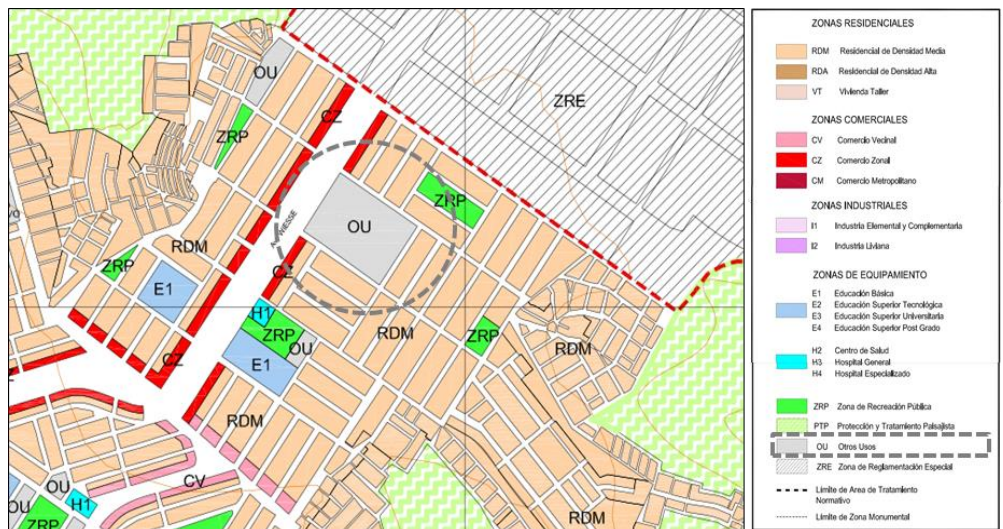 OU
ZRE
CZ
ZRP
ZRP
OU
Av. WIESSE
RDM
ZRP
CZ
E1
H1
ZRP
OU
RDM
ZRP
RDM
CZ
E1
RDM
CV
OU
H1
OU
ZRP
RDM
ZONAS RESIDENCIALES
RDM Residencial de Densidad Media
RDA Residencial de Densidad Alta
VT Vivienda Taller
ZONAS COMERCIALES
CV Comercio Vecinal
CZ Comercio Zonal
CM Comercio Metropolitano
ZONAS INDUSTRIALES
I1 Industria Elemental y Complementaria
I2 Industria Liviana
ZONAS DE EQUIPAMIENTO
E1 Educación Básica
E2 Educación Superior Tecnológica
E3 Educación Superior Universitaria
E4 Educación Superior Post Grado
H2 Centro de Salud
H3 Hospital General
H4 Hospital Especializado
ZRP Zona de Recreación Pública
PTP Protección y Tratamiento Paisajista
OU Otros Usos
ZRE Zona de Reglamentación Especial
Límite de Area de Tratamiento
Normativo
Límite de Zona Monumental